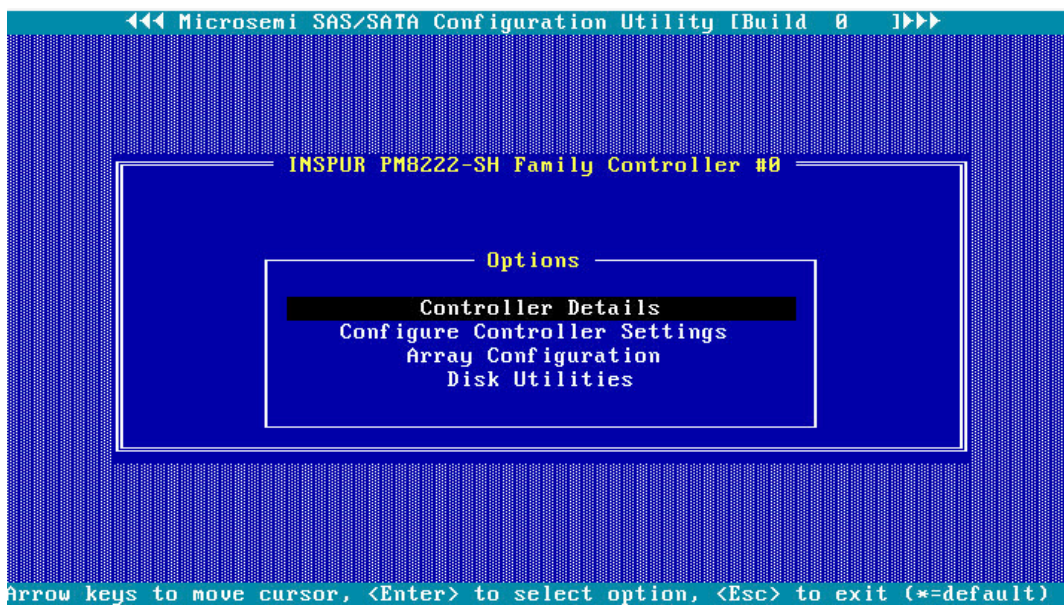 Microsemi SAS/SATA Configuration Utility [Build 0 ]
INSPUR PM8222-SH Family Controller #0
Options
Controller Details
Configure Controller Settings
Array Configuration
Disk Utilities
Arrow keys to move cursor, <Enter> to select option, <Esc> to exit (*=default)